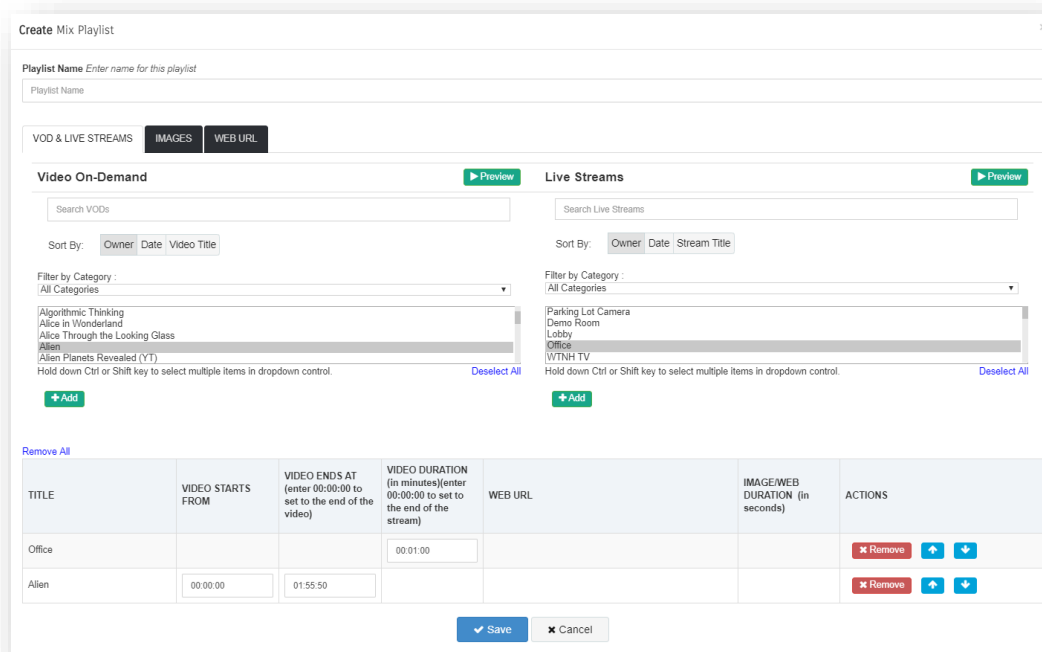 Create Mix Playlist
Playlist Name Enter name for this playlist
Playlist Name
VOD & LIVE STREAMS
IMAGES
WEB URL
Video On-Demand
Preview
Search VODs
Sort By:
Owner
Date
Video Title
Filter by Category :
All Categories
Algorithmic Thinking
Alice in Wonderland
Alice Through the Looking Glass
Alien
Alien Planets Revealed (YT)
Hold down Ctrl or Shift key to select multiple items in dropdown control.
Deselect All
Add
Live Streams
Preview
Search Live Streams
Sort By:
Owner
Date
Stream Title
Filter by Category :
All Categories
Parking Lot Camera
Demo Room
Lobby
Office
WTNH TV
Hold down Ctrl or Shift key to select multiple items in dropdown control.
Deselect All
Add
Remove All
TITLE
VIDEO STARTS
FROM
VIDEO ENDS AT
(enter 00:00:00 to
set to the end of the
video)
VIDEO DURATION
(in minutes)(enter
00:00:00 to set to
the end of the
stream)
WEB URL
IMAGE/WEB
DURATION (in
seconds)
ACTIONS
Office
00:01:00
Remove
Alien
00:00:00
01:55:50
Remove
Save
Cancel